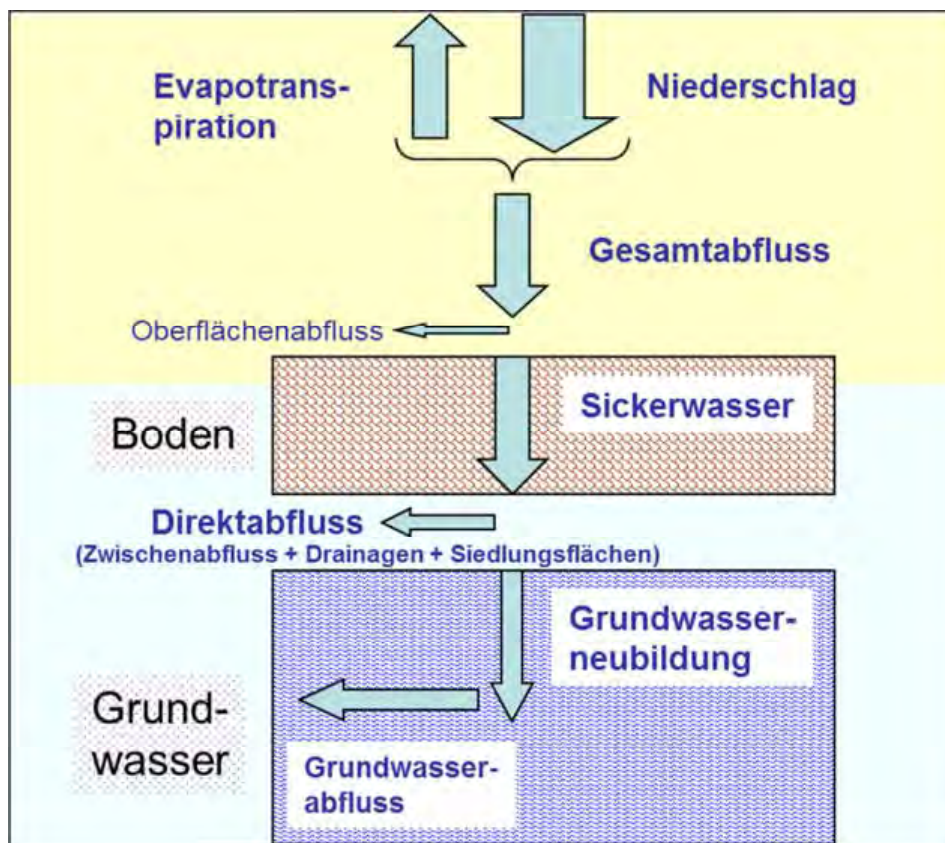 Evapotrans-
piration
Niederschlag
Gesamtabfluss
Oberflächenabfluss
Sickerwasser
Boden
Direktabfluss
(Zwischenabfluss + Drainagen + Siedlungsflächen)
Grundwasser-
neubildung
Grund-
wasser
Grundwasser-
abfluss